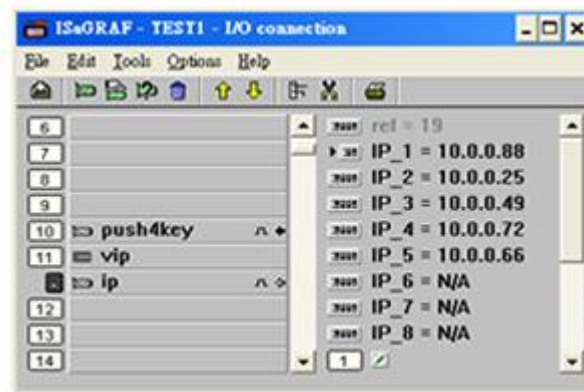 ISaGRAF - TEST1 - I/O connection
File Edit Tools Options Help
6
7
8
9
10 push4key
11 vip
ip
12
13
14
ref = 19
IP_1 = 10.0.0.88
IP_2 = 10.0.0.25
IP_3 = 10.0.0.49
IP_4 = 10.0.0.72
IP_5 = 10.0.0.66
IP_6 = N/A
IP_7 = N/A
IP_8 = N/A
1